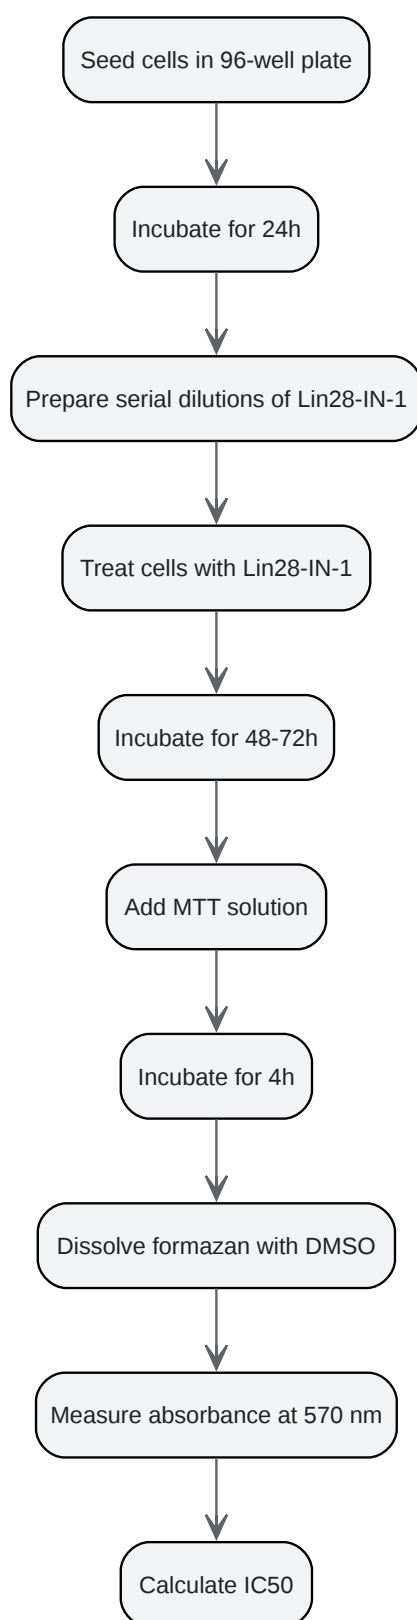 Seed cells in 96-well plate
Incubate for 24h
Prepare serial dilutions of Lin28-IN-1
Treat cells with Lin28-IN-1
Incubate for 48-72h
Add MTT solution
Incubate for 4h
Dissolve formazan with DMSO
Measure absorbance at 570 nm
Calculate IC50